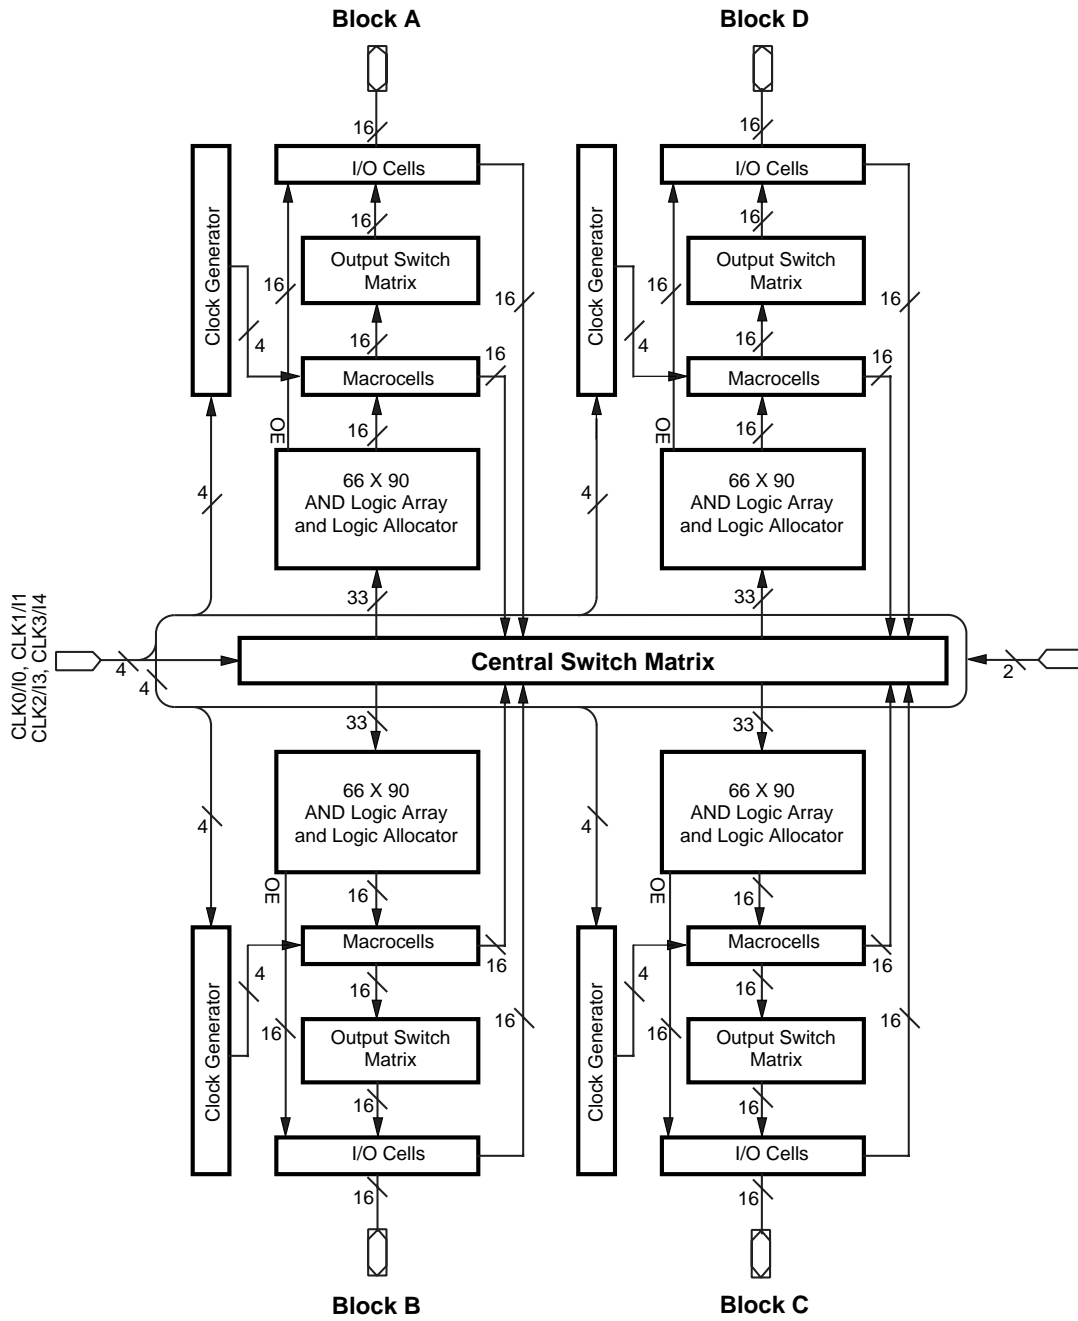 Block A
Block D
16
16
I/O Cells
I/O Cells
Clock Generator
Clock Generator
16
16
Output Switch
Matrix
Output Switch
Matrix
16
16
16
16
4
4
16
16
16
16
Macrocells
Macrocells
OE
OE
16
16
66 X 90
AND Logic Array
and Logic Allocator
66 X 90
AND Logic Array
and Logic Allocator
4
4
33
33
CLK0/I0, CLK1/I1
CLK2/I3, CLK3/I4
4
4
Central Switch Matrix
2
33
33
66 X 90
AND Logic Array
and Logic Allocator
66 X 90
AND Logic Array
and Logic Allocator
4
4
OE
OE
16
16
Macrocells
Macrocells
16
16
4
4
16
16
Clock Generator
Clock Generator
16
16
16
16
Output Switch
Matrix
Output Switch
Matrix
16
16
I/O Cells
I/O Cells
16
16
Block B
Block C